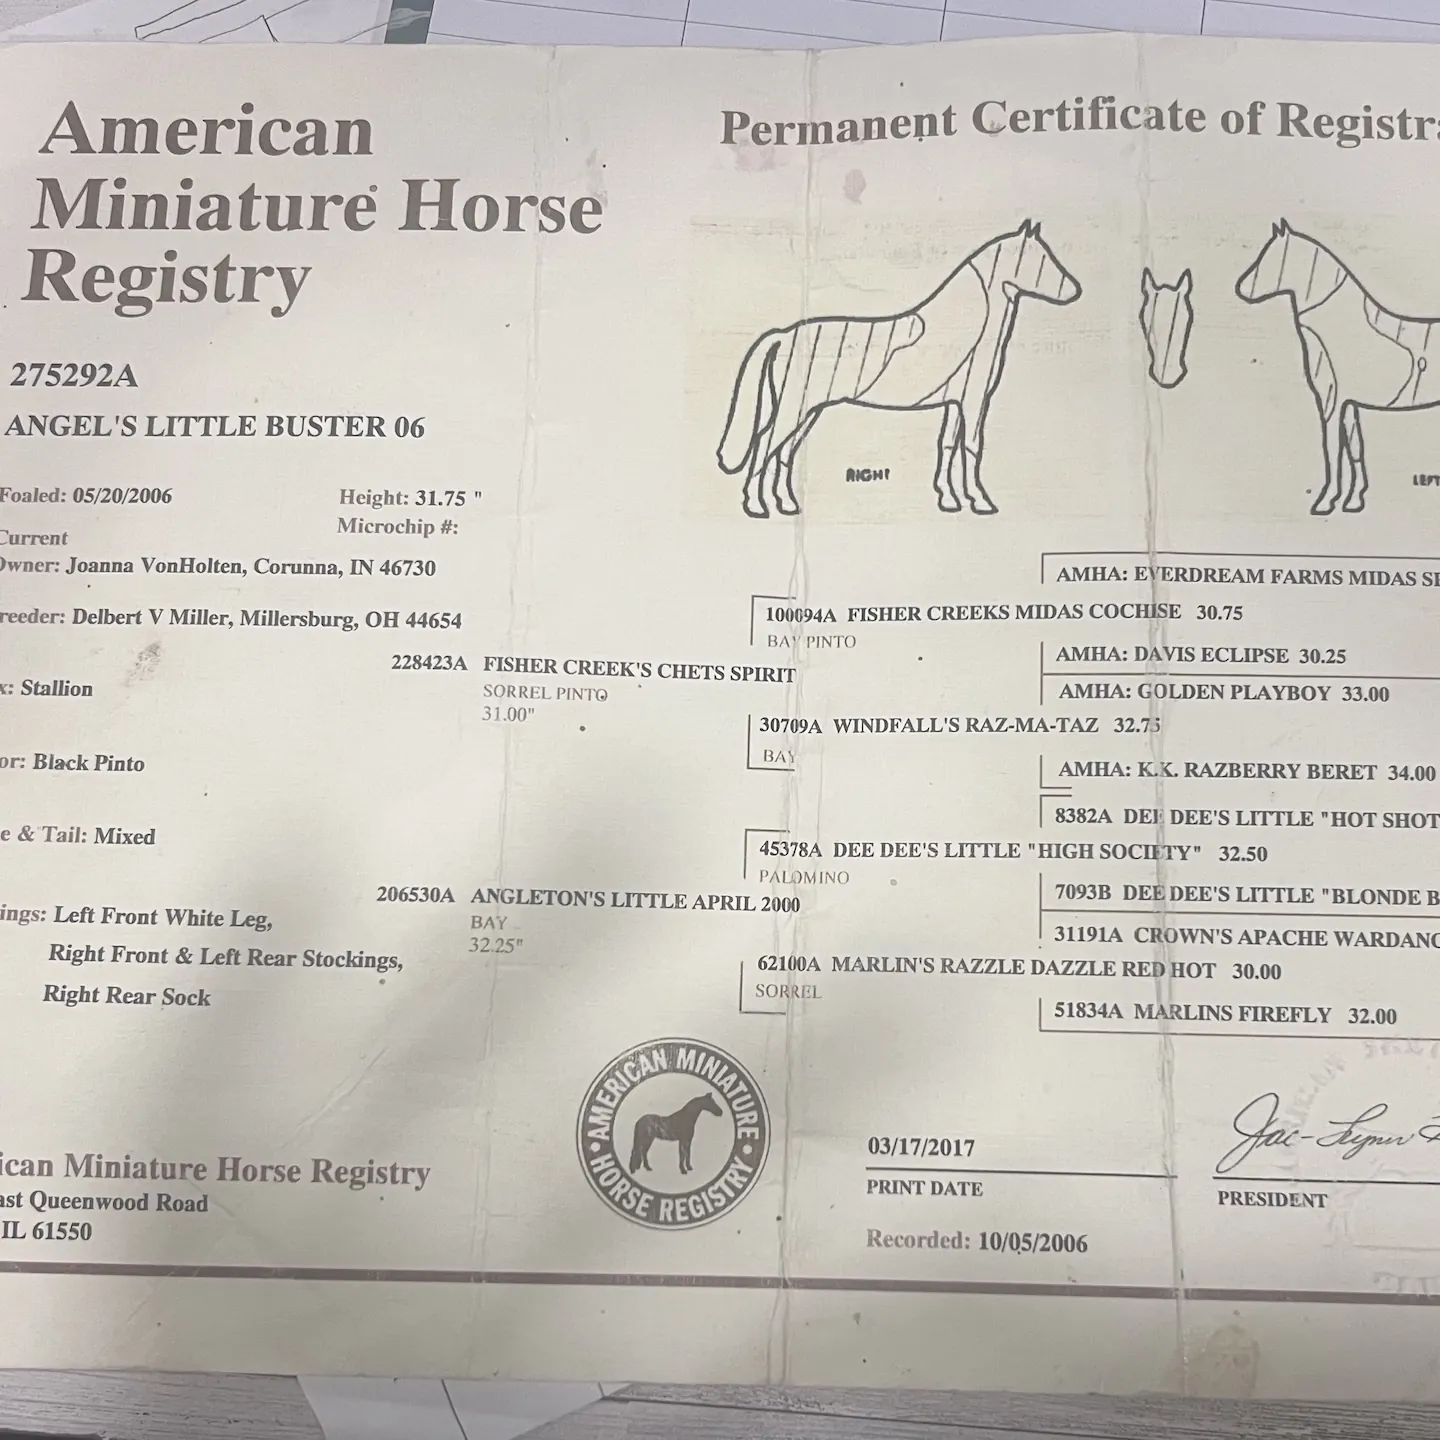 American
Miniature Horse
Registry
Permanent Certificate of Registr
275292A
ANGEL'S LITTLE BUSTER 06
Foaled: 05/20/2006
Height: 31.75 "
Microchip #:
Current
Owner: Joanna VonHolten, Corunna, IN 46730
reeder: Delbert V Miller, Millersburg, OH 44654
x: Stallion
or: Black Pinto
e & Tail: Mixed
ings: Left Front White Leg,
Right Front & Left Rear Stockings,
Right Rear Sock
RIGHT
LEFT
228423A FISHER CREEK'S CHETS SPIRIT
SORREL PINTO
31.00"
206530A ANGLETON'S LITTLE APRIL 2000
BAY
32.25"
AMHA: EVERDREAM FARMS MIDAS
100094A FISHER CREEKS MIDAS COCHISE 30.75
BAY PINTO
AMHA: DAVIS ECLIPSE 30.25
AMHA: GOLDEN PLAYBOY 33.00
30709A WINDFALL'S RAZ-MA-TAZ 32.75
BAY
AMHA: K.K. RAZBERRY BERET 34.00
8382A DEE DEE'S LITTLE "HOT SHOT
45378A DEE DEE'S LITTLE "HIGH SOCIETY" 32.50
PALOMINO
7093B DEE DEE'S LITTLE "BLONDE B
31191A CROWN'S APACHE WARDANC
62100A MARLIN'S RAZZLE DAZZLE RED HOT 30.00
SORREL
51834A MARLINS FIREFLY 32.00
AMERICAN MINIATURE
HORSE REGISTRY
ican Miniature Horse Registry
ast Queenwood Road
IL 61550
03/17/2017
PRINT DATE
Recorded: 10/05/2006
PRESIDENT